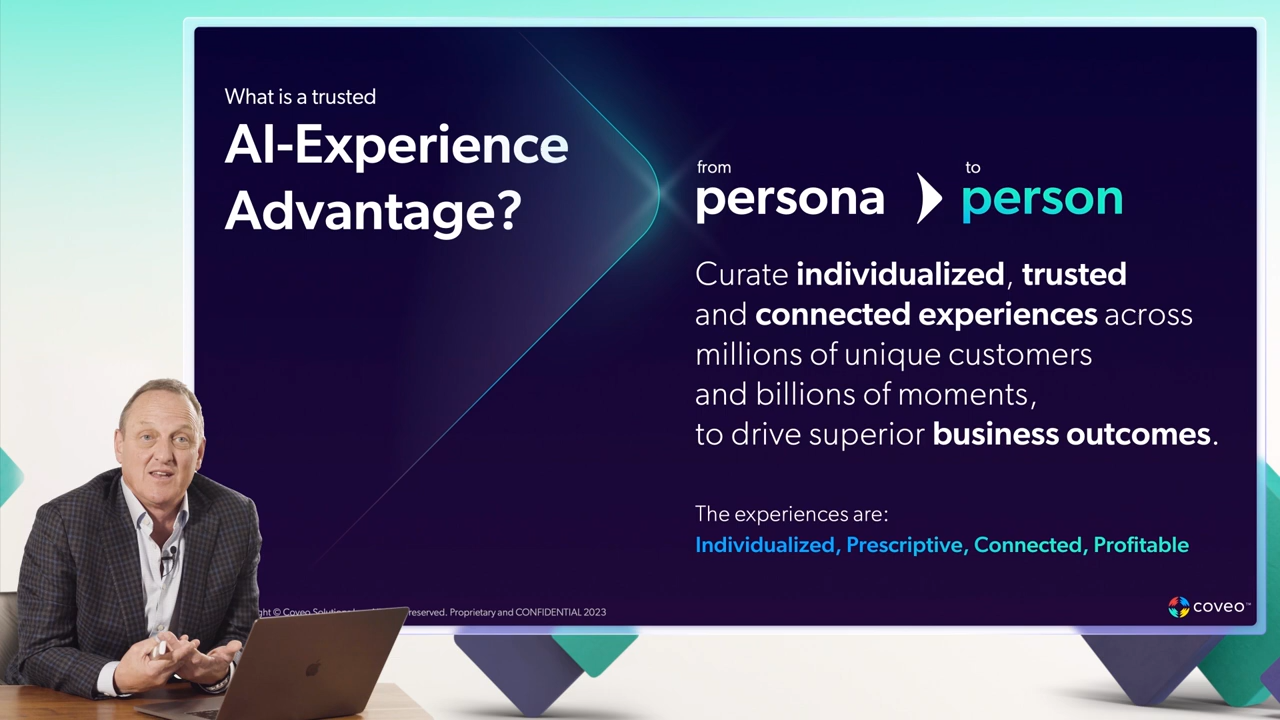 What is a trusted
AI-Experience
Advantage?
from
persona
to
person
Curate individualized, trusted
and connected experiences across
millions of unique customers
and billions of moments,
to drive superior business outcomes.
The experiences are:
Individualized, Prescriptive, Connected, Profitable
© Coveo reserved. Proprietary and CONFIDENTIAL 2023
coveo™